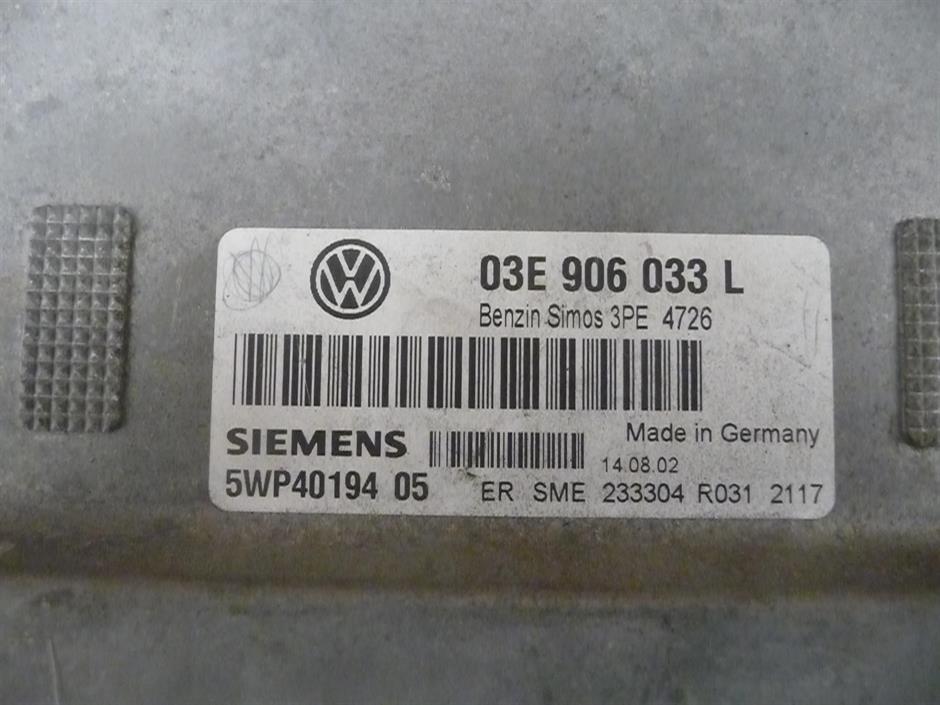 03E 906 033 L
Benzin Simos 3PE 4726
SIEMENS
Made in Germany
14.08.02
5WP40194 05
ER SME 233304 R031 2117